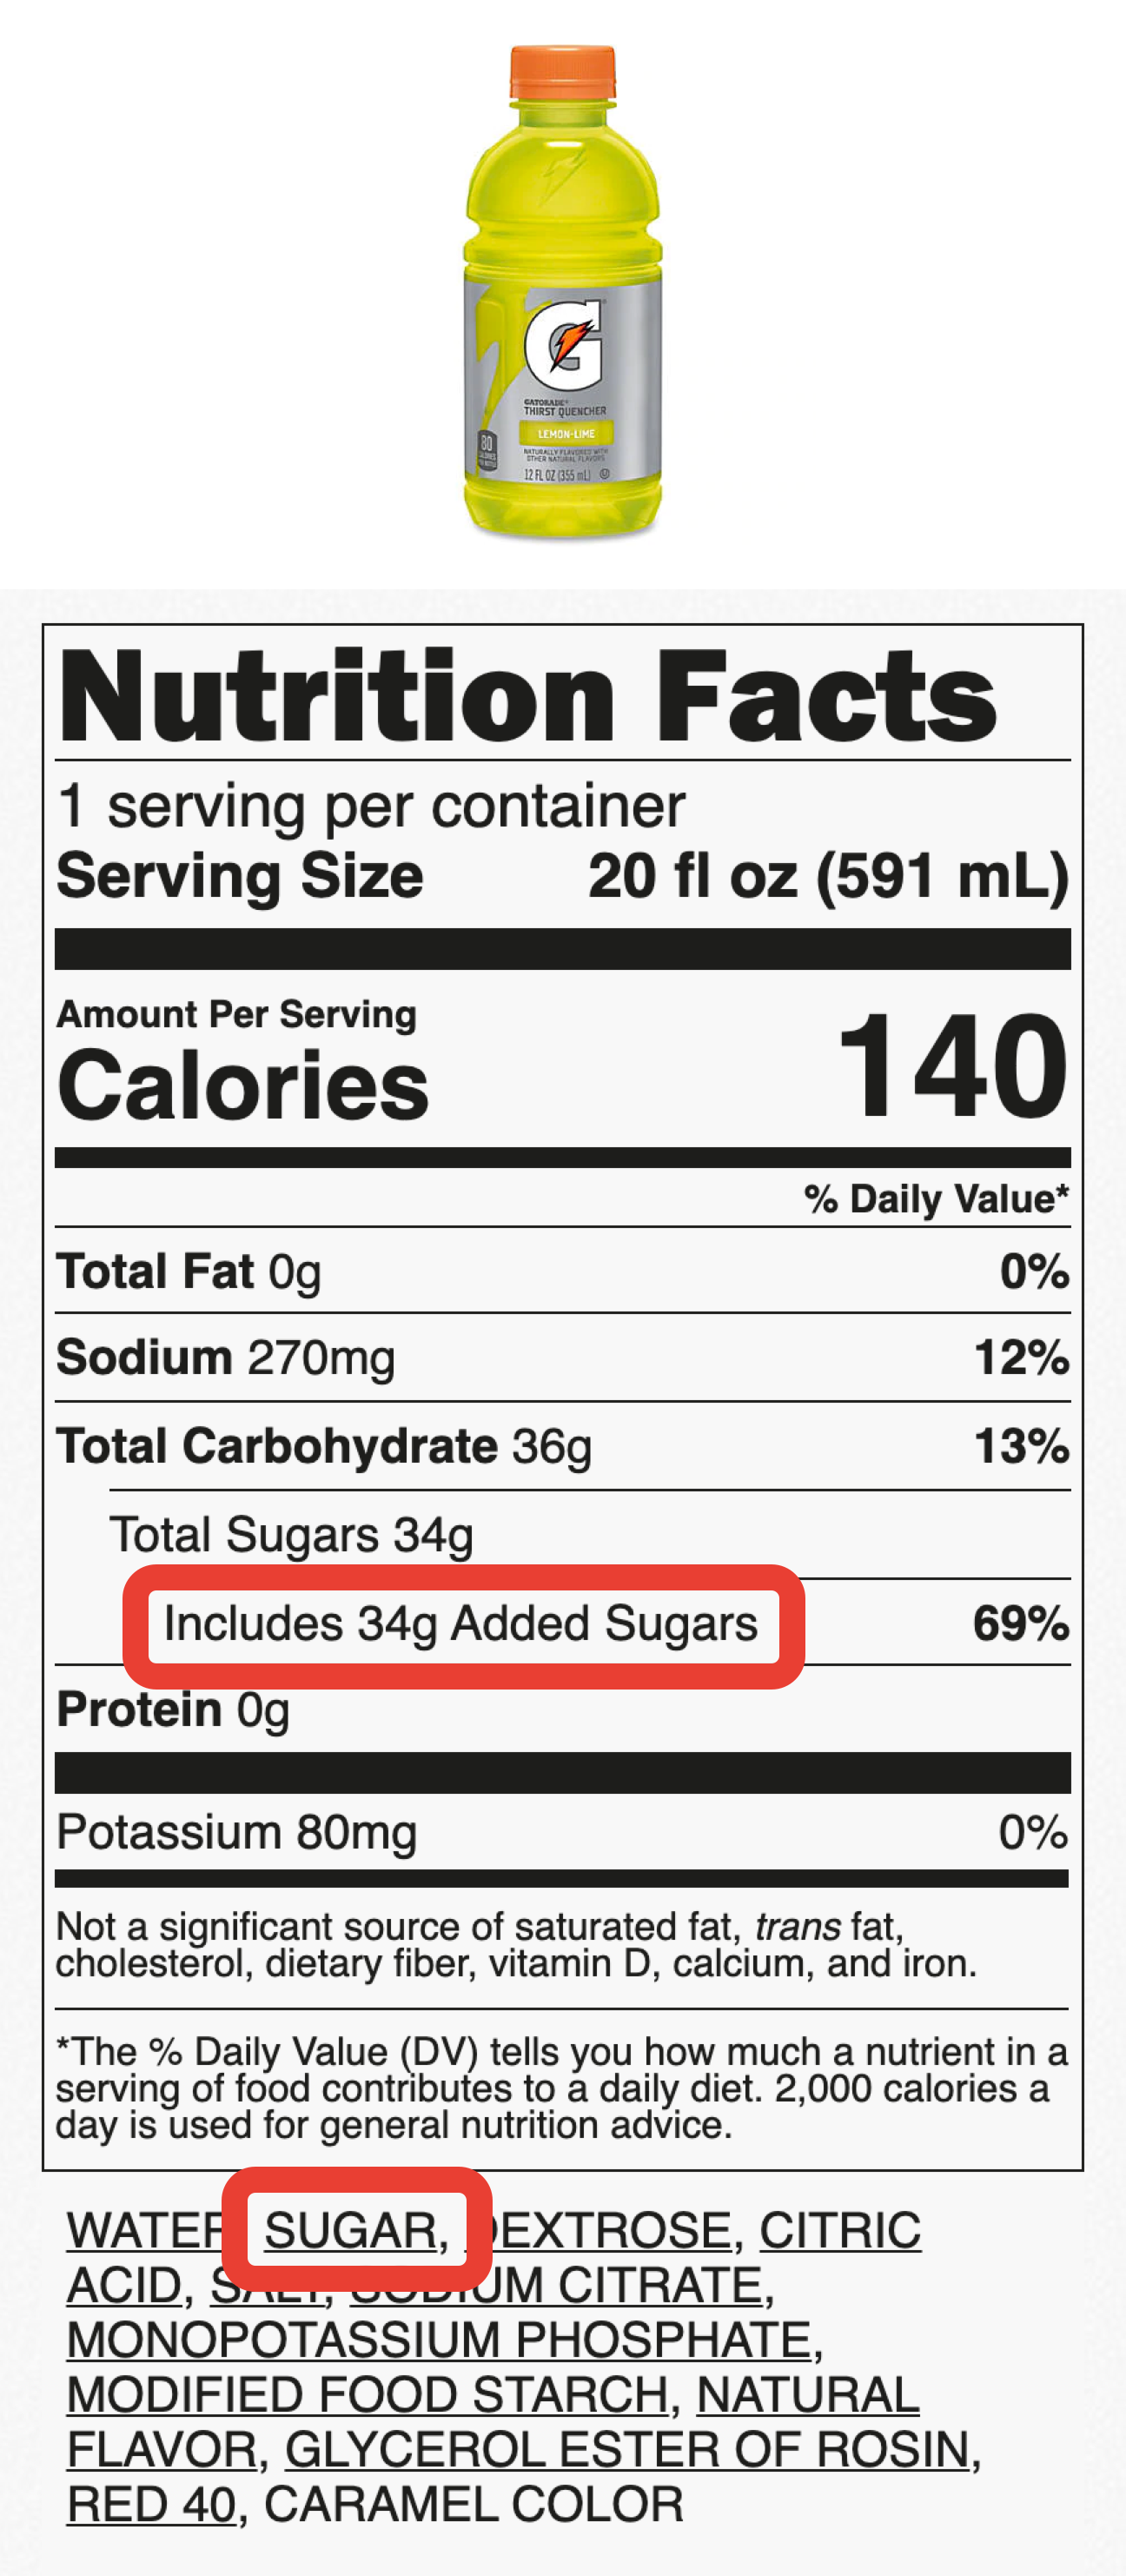 G
GATORADE®
THIRST QUENCHER
LEMON-LIME
NATURALLY FLAVORED WITH
OTHER NATURAL FLAVORS
12 FL OZ (355 mL) U
80
CALORIES
PER BOTTLE
Nutrition Facts
1 serving per container
Serving Size 20 fl oz (591 mL)
Amount Per Serving
Calories 140
% Daily Value*
Total Fat 0g 0%
Sodium 270mg 12%
Total Carbohydrate 36g 13%
Total Sugars 34g
Includes 34g Added Sugars 69%
Protein 0g
Potassium 80mg 0%
Not a significant source of saturated fat, trans fat,
cholesterol, dietary fiber, vitamin D, calcium, and iron.
*The % Daily Value (DV) tells you how much a nutrient in a
serving of food contributes to a daily diet. 2,000 calories a
day is used for general nutrition advice.
WATER SUGAR, DEXTROSE, CITRIC
ACID, SALT, SODIUM CITRATE,
MONOPOTASSIUM PHOSPHATE,
MODIFIED FOOD STARCH, NATURAL
FLAVOR, GLYCEROL ESTER OF ROSIN,
RED 40, CARAMEL COLOR